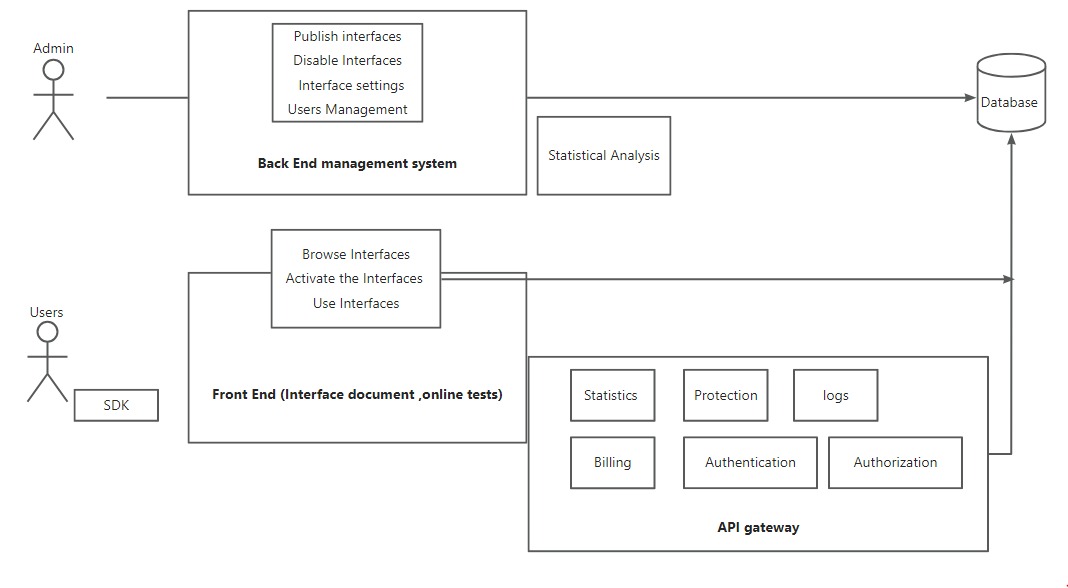 Admin
Publish interfaces
Disable Interfaces
Interface settings
Users Management
Back End management system
Database
Statistical Analysis
Browse Interfaces
Activate the Interfaces
Use Interfaces
Users
SDK
Front End (Interface document ,online tests)
Statistics
Protection
logs
Billing
Authentication
Authorization
API gateway